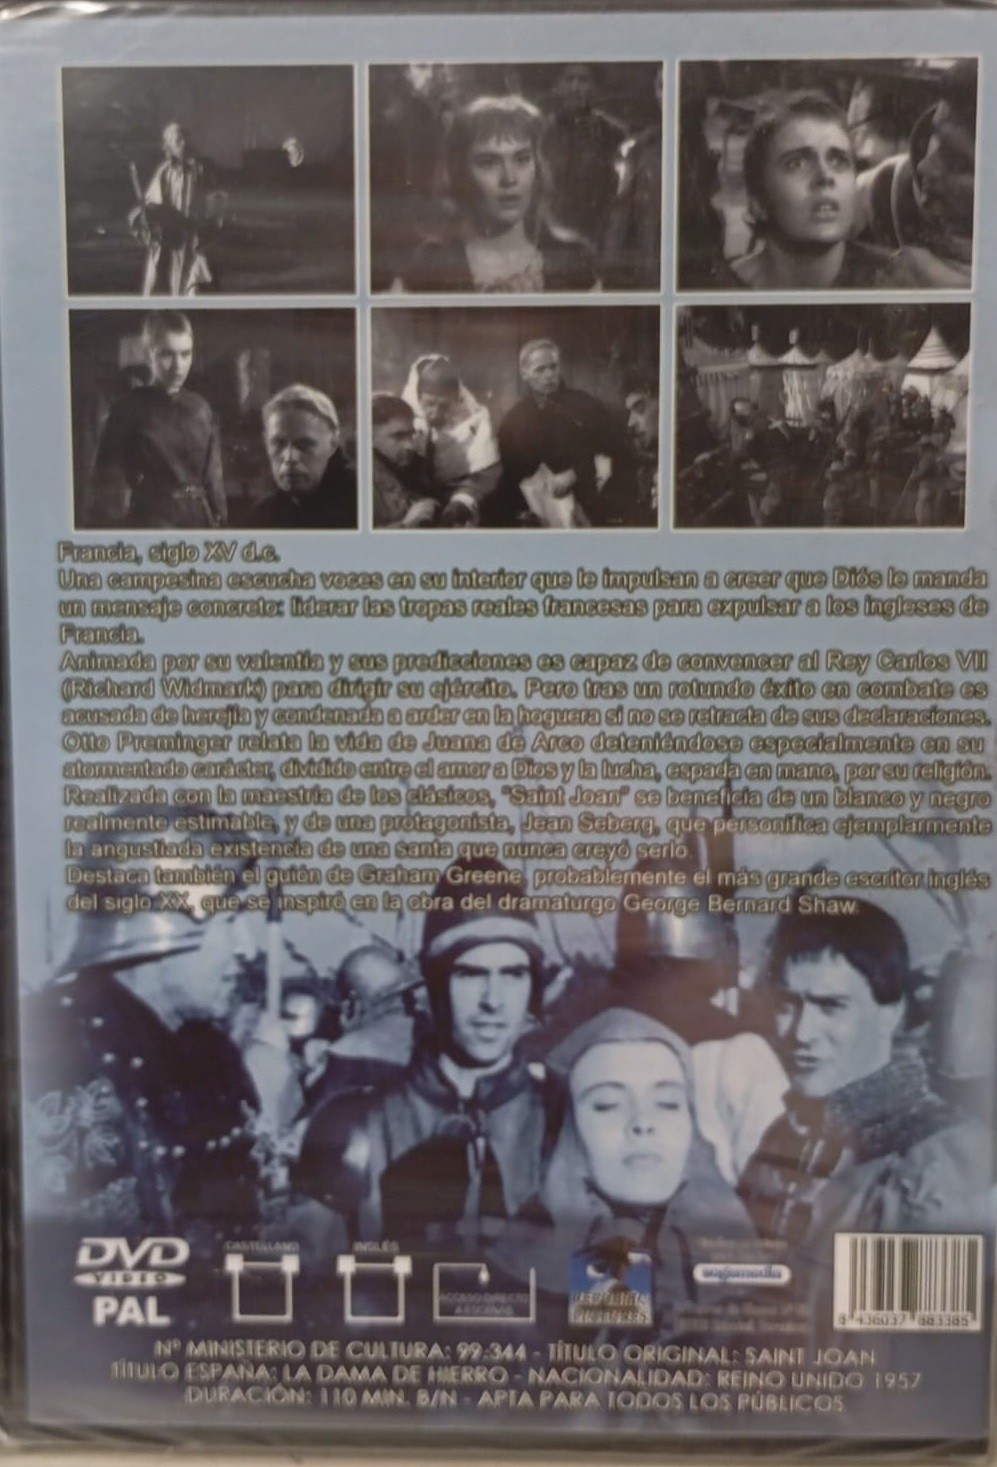 Francia, siglo XV d.c.
Una campesina escucha voces en su interior que le impulsan a creer que Diós le manda
un mensaje concreto: liderar las tropas reales francesas para expulsar a los ingleses de
Francia.
Animada por su valentía y sus predicciones es capaz de convencer al Rey Carlos VII
(Richard Widmark) para dirigir su ejército. Pero tras un rotundo éxito en combate es
acusada de herejía y condenada a arder en la hoguera si no se retracta de sus declaraciones.
Otto Preminger relata la vida de Juana de Arco deteniéndose especialmente en su
atormentado carácter, dividido entre el amor a Dios y la lucha, espada en mano, por su religión.
Realizada con la maestría de los clásicos, "Saint Joan" se beneficia de un blanco y negro
realmente estimable, y de una protagonista, Jean Seberg, que personifica ejemplarmente
la angustiada existencia de una santa que nunca creyó serlo.
Destaca también el guión de Graham Greene, probablemente el más grande escritor inglés
del siglo XX, que se inspiró en la obra del dramaturgo George Bernard Shaw.
DVD
VIDEO
PAL
CASTELLANO
INGLÉS
ACCESO DIRECTO
A ESCENAS
PICTURES
8 436037 883385
Nº MINISTERIO DE CULTURA: 99.344 - TÍTULO ORIGINAL: SAINT JOAN
TÍTULO ESPAÑA: LA DAMA DE HIERRO - NACIONALIDAD: REINO UNIDO 1957
DURACIÓN: 110 MIN. B/N - APTA PARA TODOS LOS PÚBLICOS